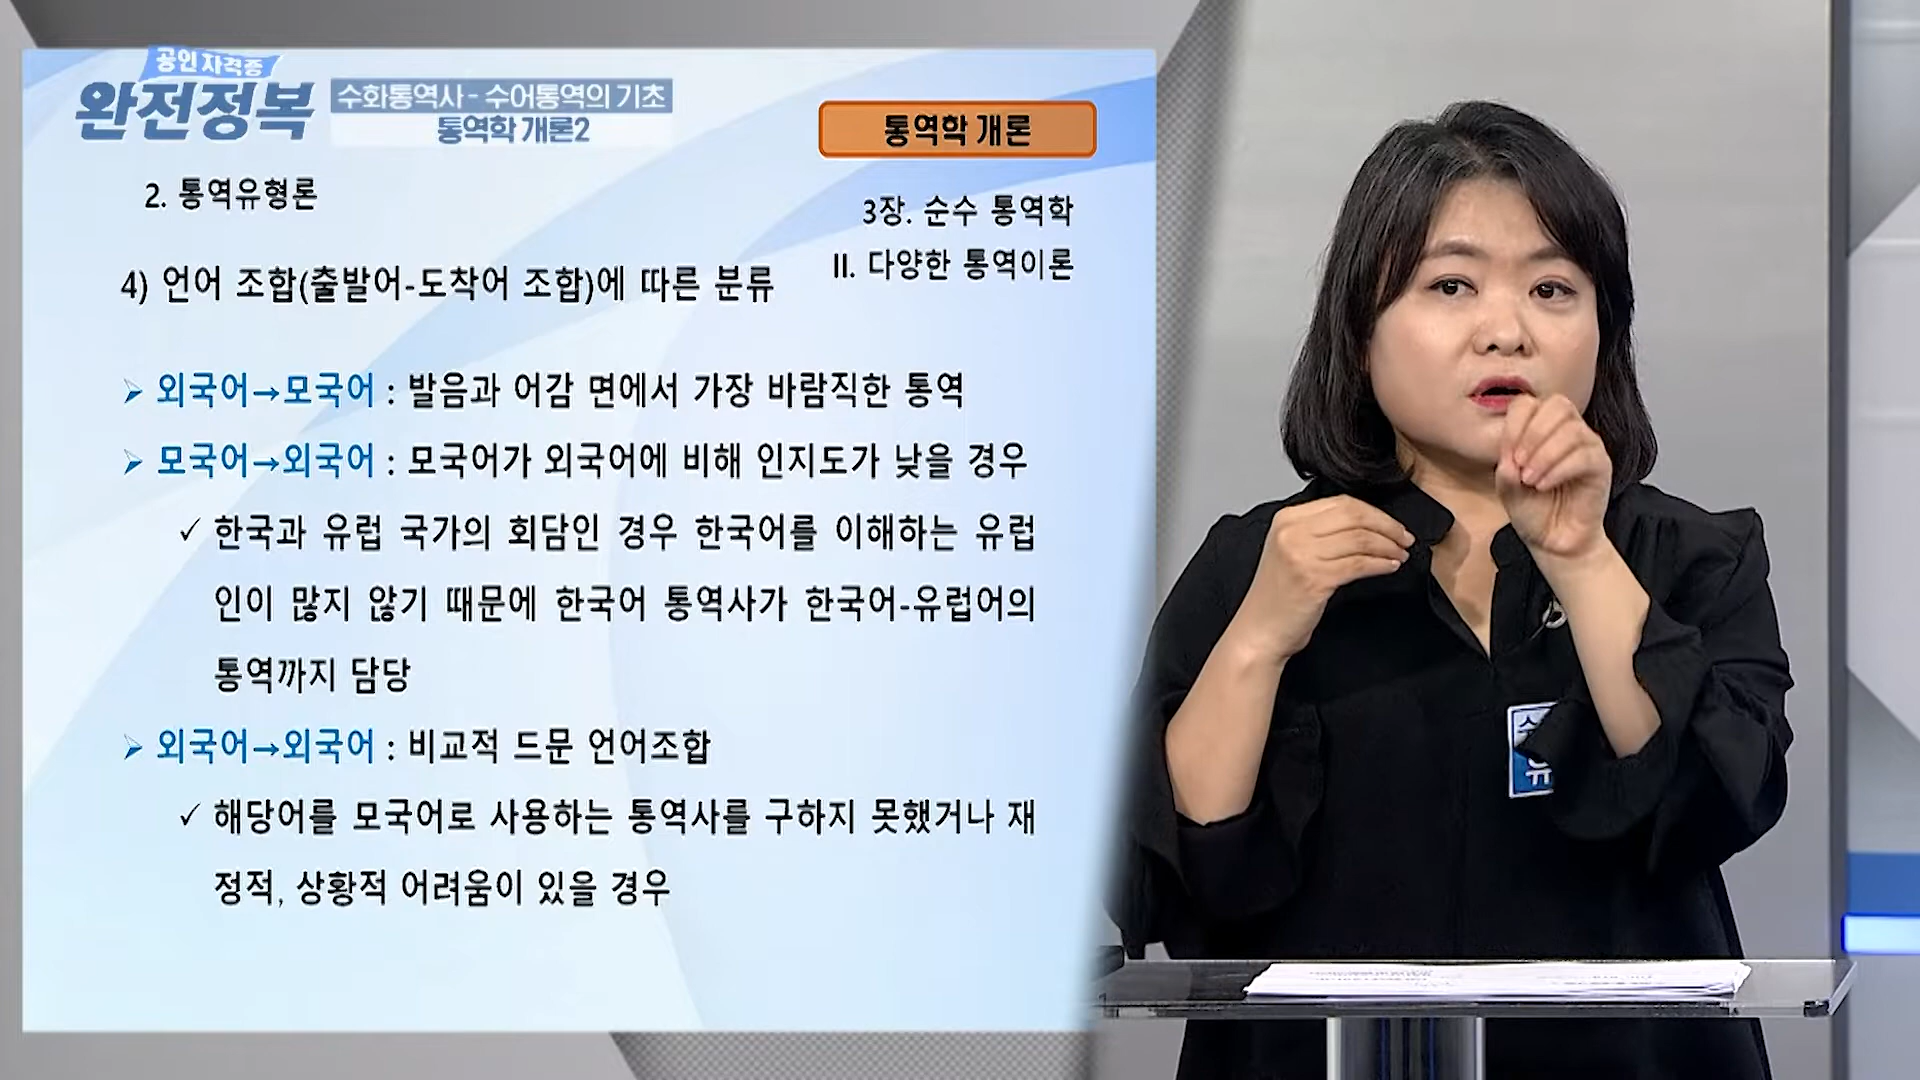 공인 자격증
완전정복
수화통역사 - 수어통역의 기초
통역학 개론2
통역학 개론
2. 통역유형론
3장. 순수 통역학
II. 다양한 통역이론
4) 언어 조합(출발어-도착어 조합)에 따른 분류
➢ 외국어→모국어 : 발음과 어감 면에서 가장 바람직한 통역
➢ 모국어→외국어 : 모국어가 외국어에 비해 인지도가 낮을 경우
✓ 한국과 유럽 국가의 회담인 경우 한국어를 이해하는 유럽
인이 많지 않기 때문에 한국어 통역사가 한국어-유럽어의
통역까지 담당
➢ 외국어→외국어 : 비교적 드문 언어조합
✓ 해당어를 모국어로 사용하는 통역사를 구하지 못했거나 재
정적, 상황적 어려움이 있을 경우